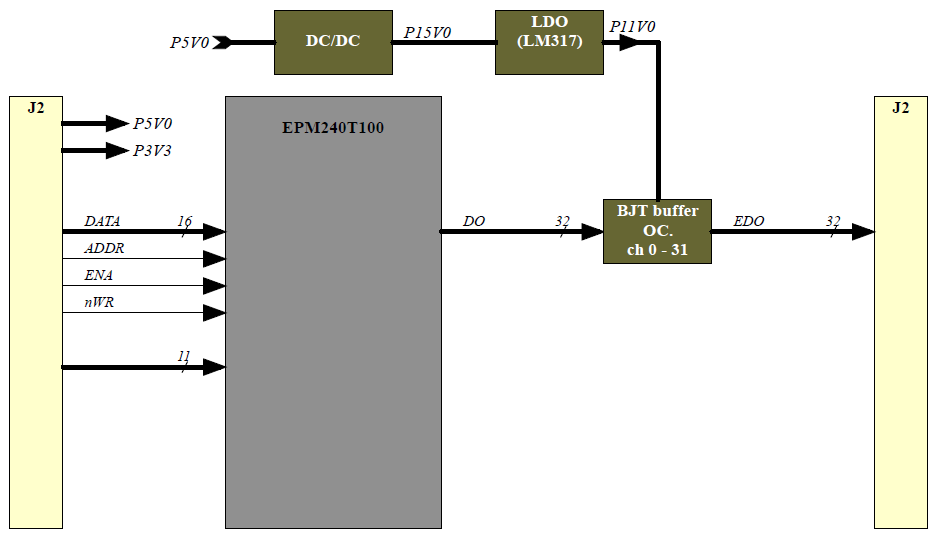 P5V0
DC/DC
P15V0
LDO
(LM317)
P11V0
J2
P5V0
P3V3
EPM240T100
J2
DATA
16
ADDR
ENA
nWR
11
DO
32
BJT buffer
OC.
ch 0 - 31
EDO
32